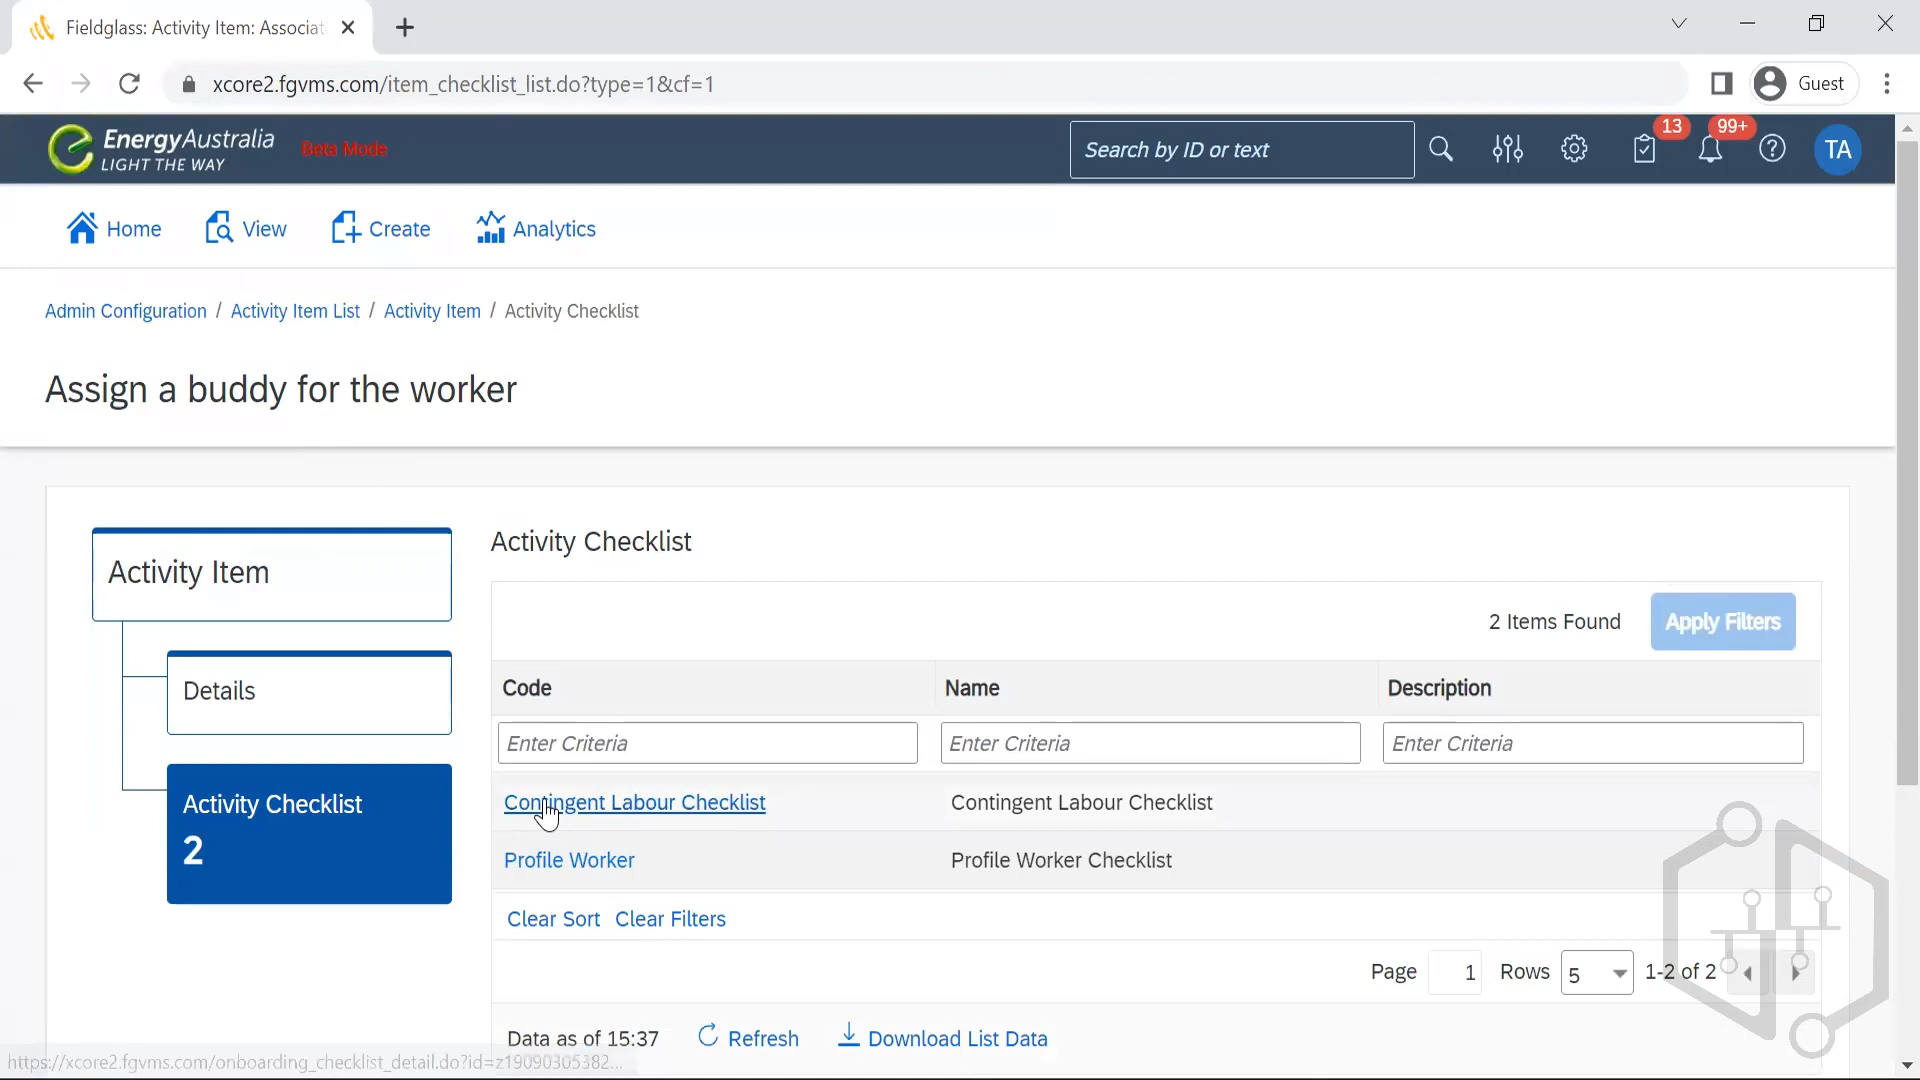 Fieldglass: Activity Item: Associat
xcore2.fgvms.com/item_checklist_list.do?type=1&cf=1
Guest
EnergyAustralia
LIGHT THE WAY
Beta Mode
Search by ID or text
13
99+
TA
Home
View
Create
Analytics
Admin Configuration / Activity Item List / Activity Item / Activity Checklist
Assign a buddy for the worker
Activity Item
Details
Activity Checklist
2
Activity Checklist
2 Items Found
Apply Filters
Code Name Description
Enter Criteria Enter Criteria Enter Criteria
Contingent Labour Checklist Contingent Labour Checklist
Profile Worker Profile Worker Checklist
Clear Sort Clear Filters
Page 1 Rows 5 1-2 of 2
Data as of 15:37 Refresh Download List Data
https://xcore2.fgvms.com/onboarding_checklist_detail.do?id=z19090305382...